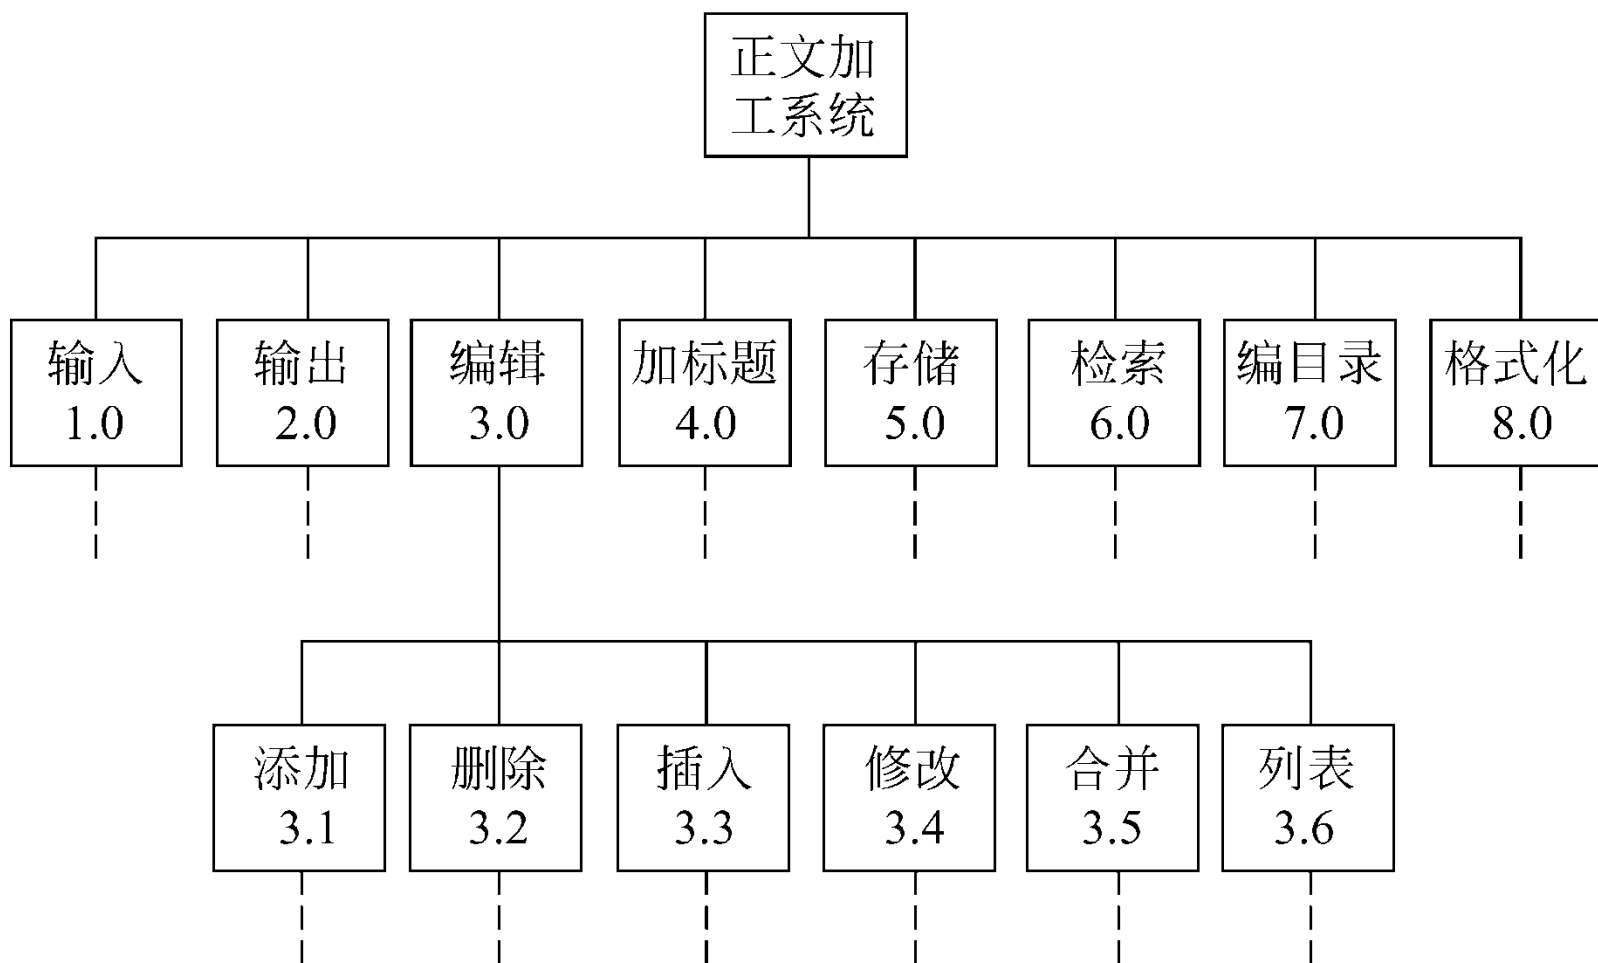 正文加
工系统
输入
1.0
输出
2.0
编辑
3.0
加标题
4.0
存储
5.0
检索
6.0
编目录
7.0
格式化
8.0
添加
3.1
删除
3.2
插入
3.3
修改
3.4
合并
3.5
列表
3.6